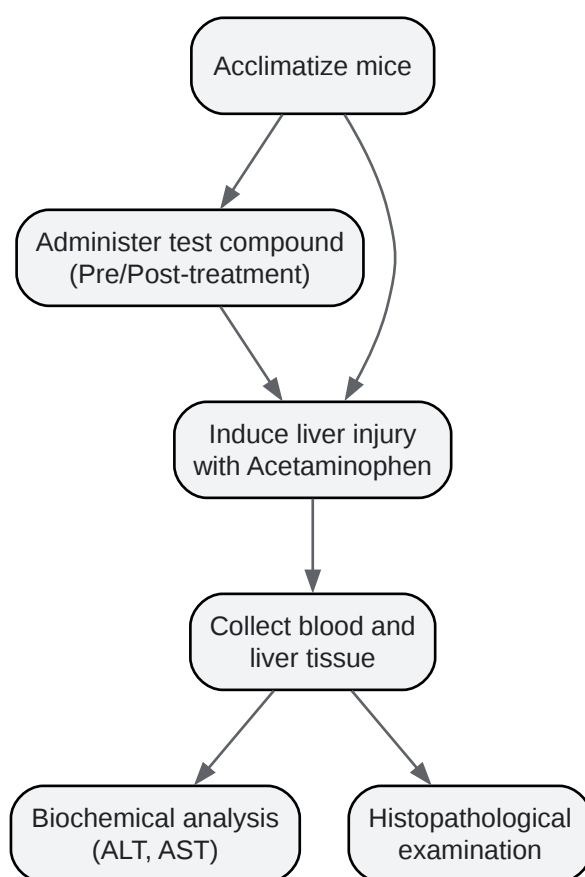 Acclimatize mice
Administer test compound
(Pre/Post-treatment)
Induce liver injury
with Acetaminophen
Collect blood and
liver tissue
Biochemical analysis
(ALT, AST)
Histopathological
examination